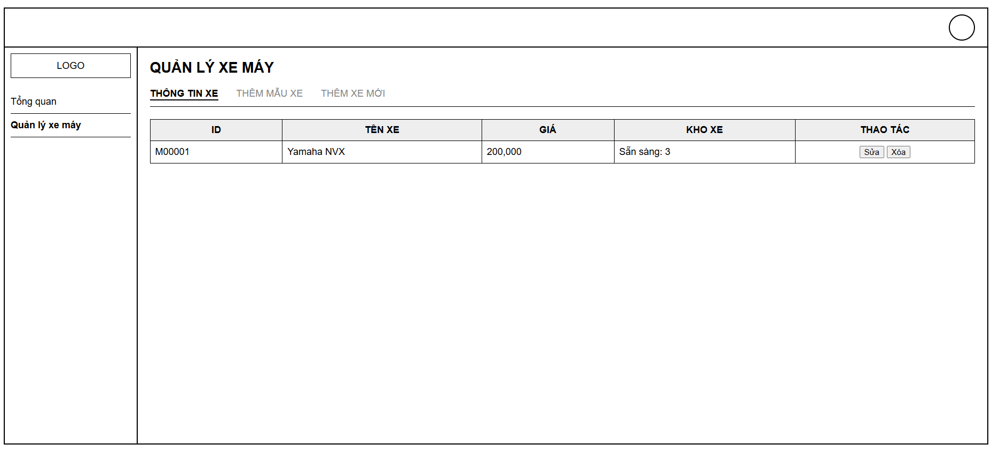 LOGO
Tổng quan
Quản lý xe máy
QUẢN LÝ XE MÁY
THÔNG TIN XE THÊM MẪU XE THÊM XE MỚI
ID TÊN XE GIÁ KHO XE THAO TÁC
M00001 Yamaha NVX 200,000 Sẵn sàng: 3 Sửa Xóa